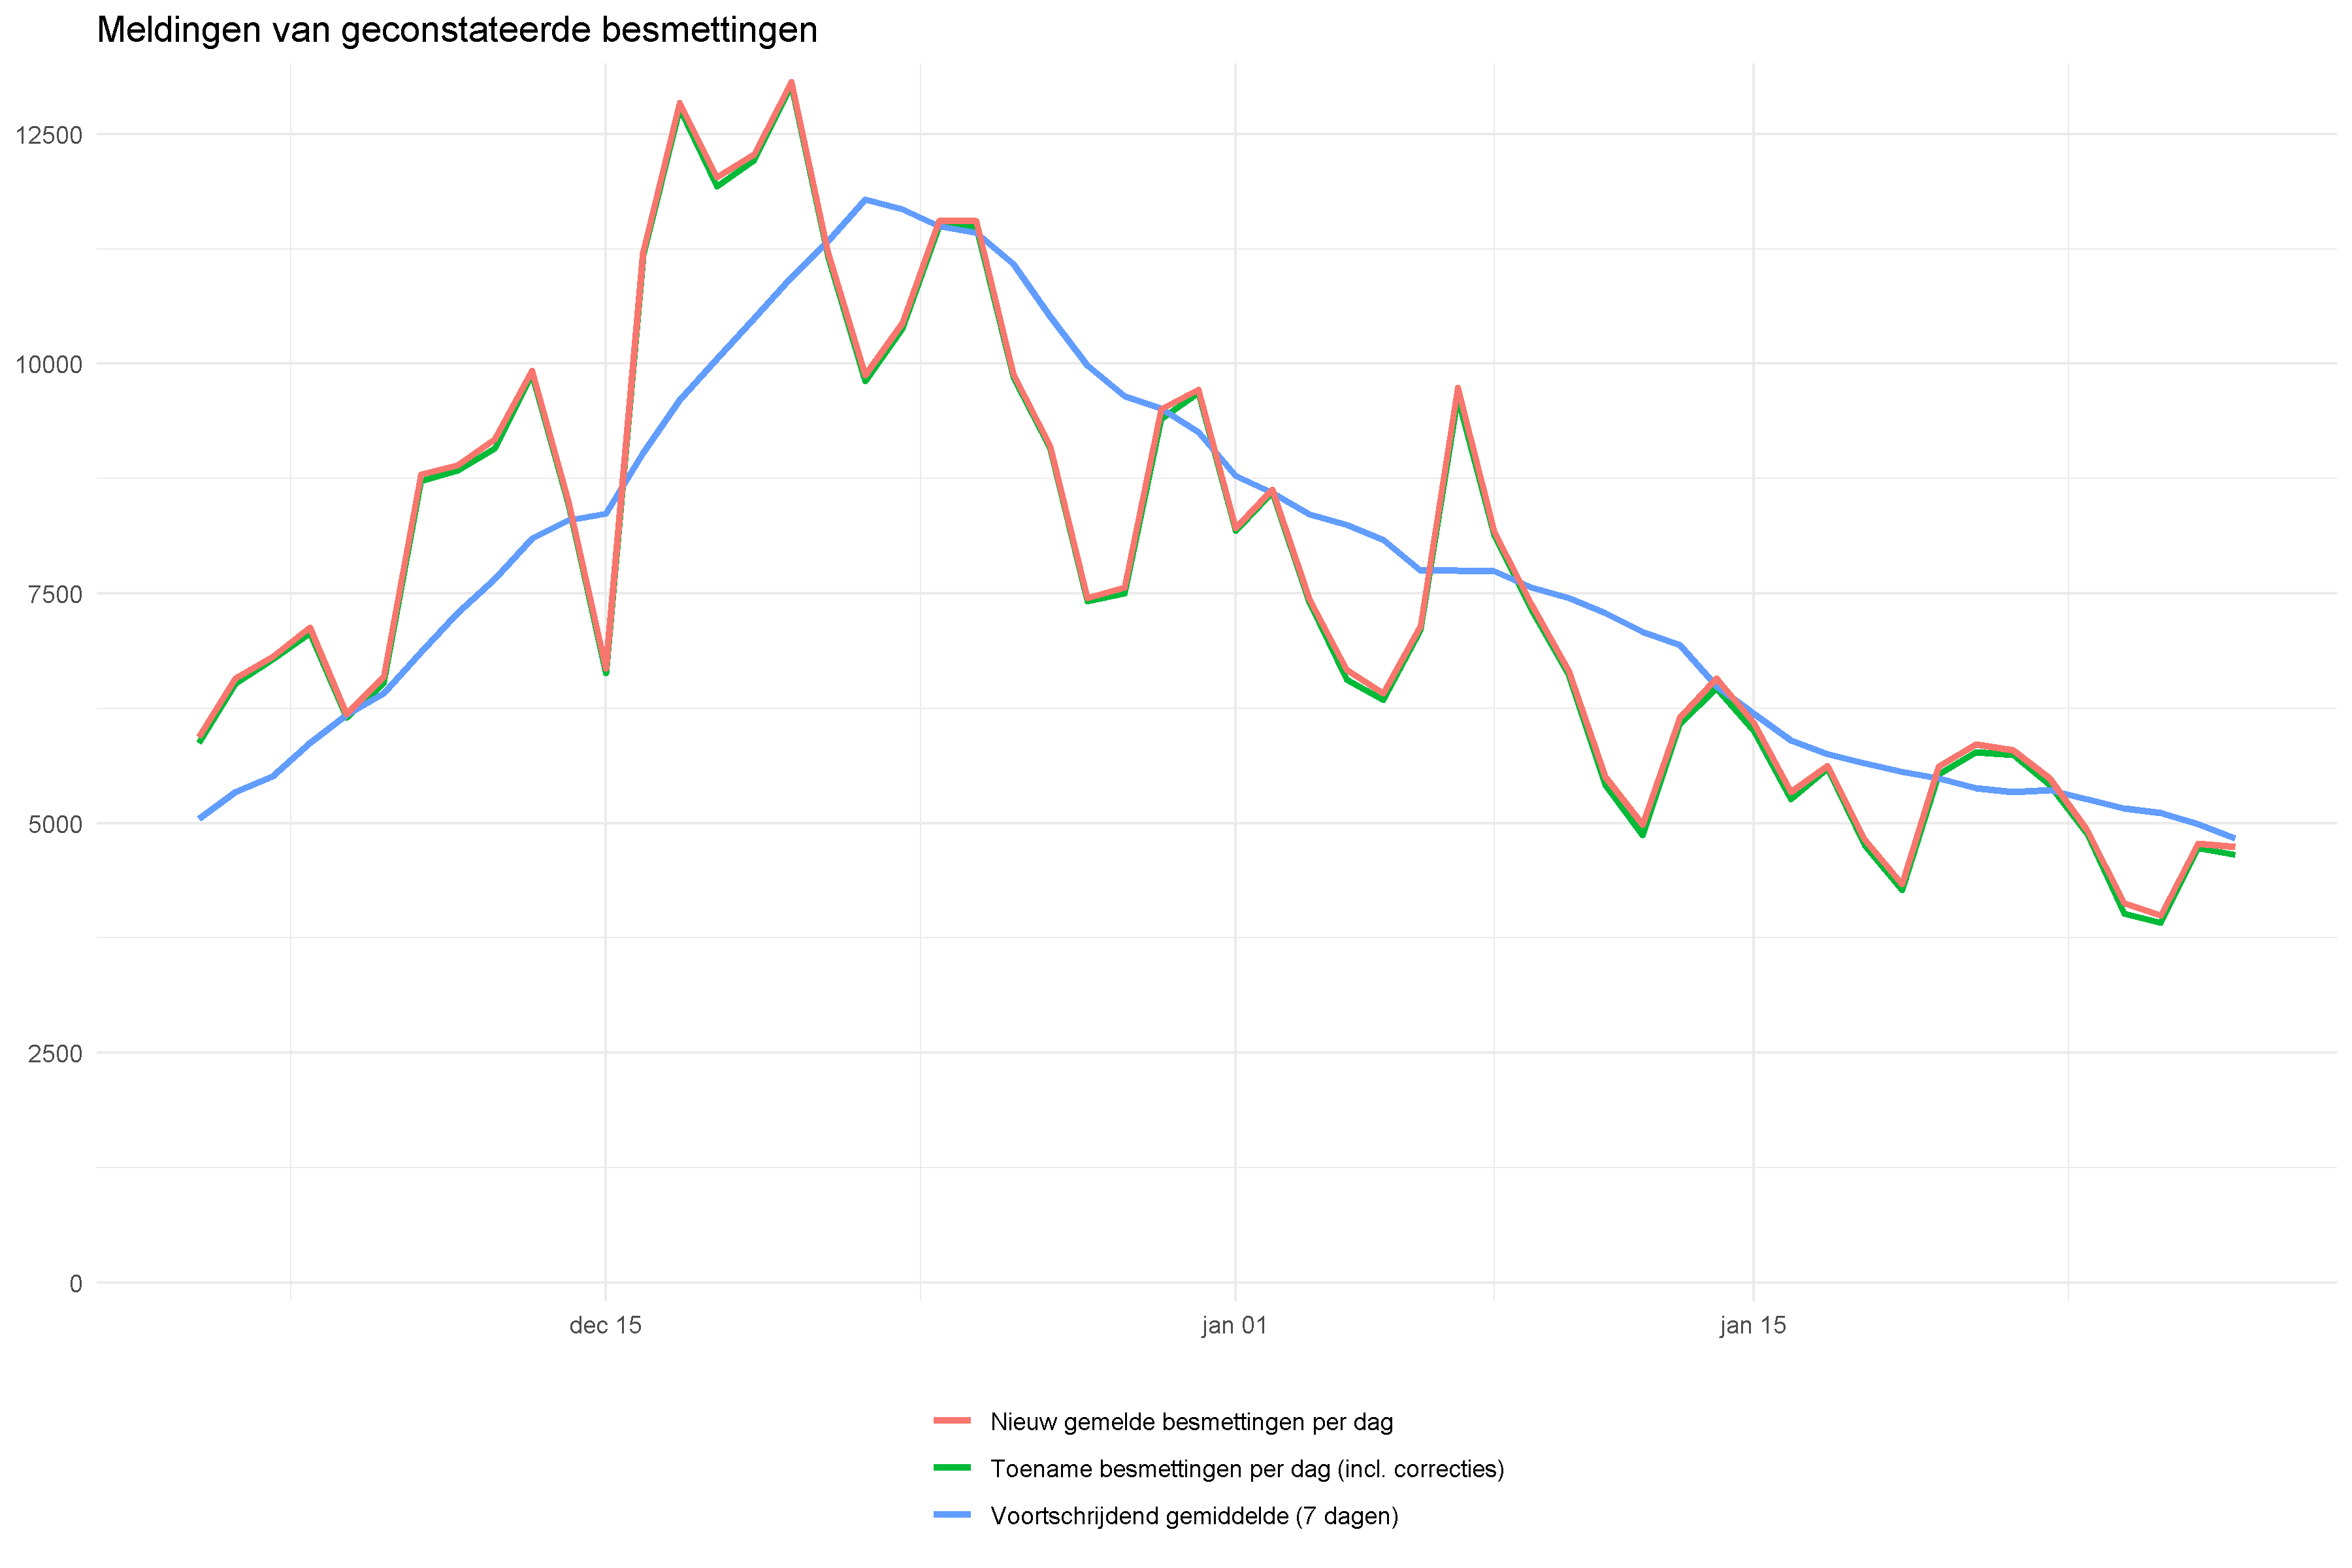 Meldingen van geconstateerde besmettingen
12500
10000
7500
5000
2500
0
dec 15
jan 01
jan 15
Nieuw gemelde besmettingen per dag
Toename besmettingen per dag (incl. correcties)
Voortschrijdend gemiddelde (7 dagen)